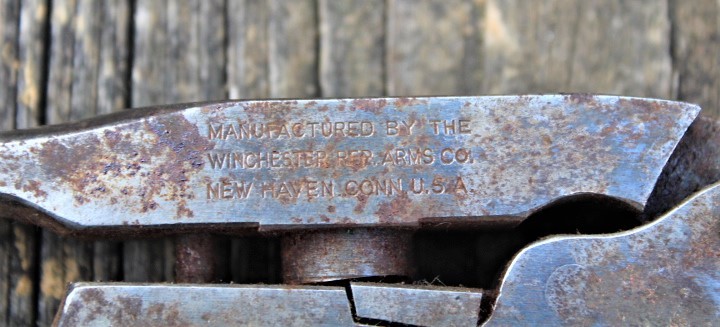 MANUFACTURED BY THE
WINCHESTER REP. ARMS CO.
NEW HAVEN. CONN. U.S.A.